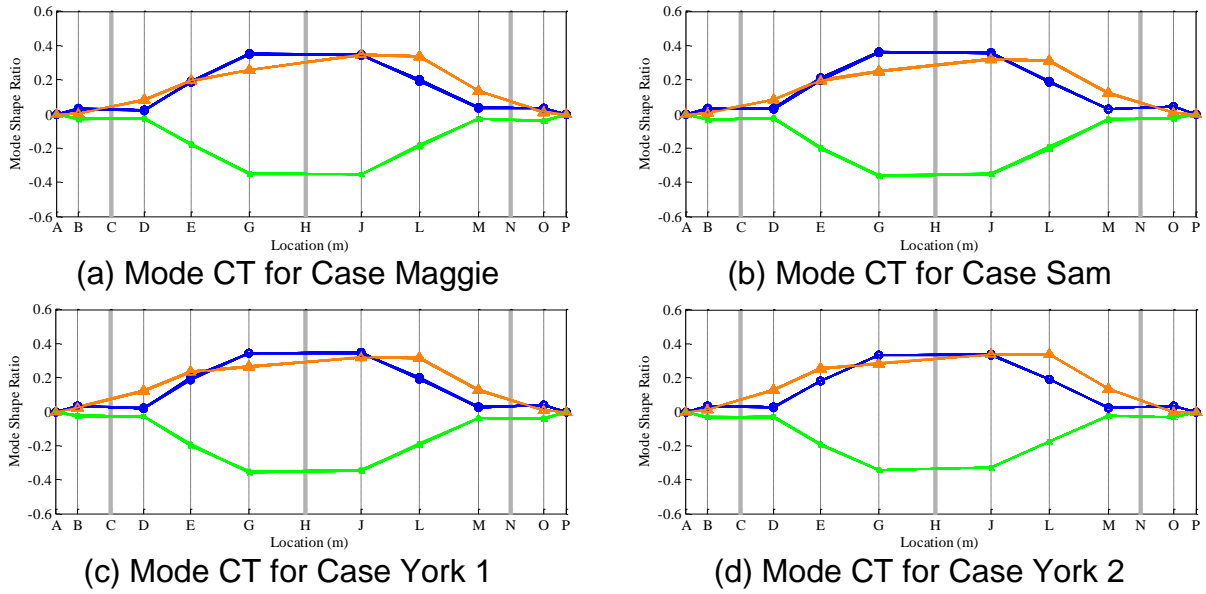 0.6
0.4
0.2
0
-0.2
-0.4
-0.6
Mode Shape Ratio
A B C D E G H J L M N O P
Location (m)
(a) Mode CT for Case Maggie
0.6
0.4
0.2
0
-0.2
-0.4
-0.6
Mode Shape Ratio
A B C D E G H J L M N O P
Location (m)
(b) Mode CT for Case Sam
0.6
0.4
0.2
0
-0.2
-0.4
-0.6
Mode Shape Ratio
A B C D E G H J L M N O P
Location (m)
(c) Mode CT for Case York 1
0.6
0.4
0.2
0
-0.2
-0.4
-0.6
Mode Shape Ratio
A B C D E G H J L M N O P
Location (m)
(d) Mode CT for Case York 2